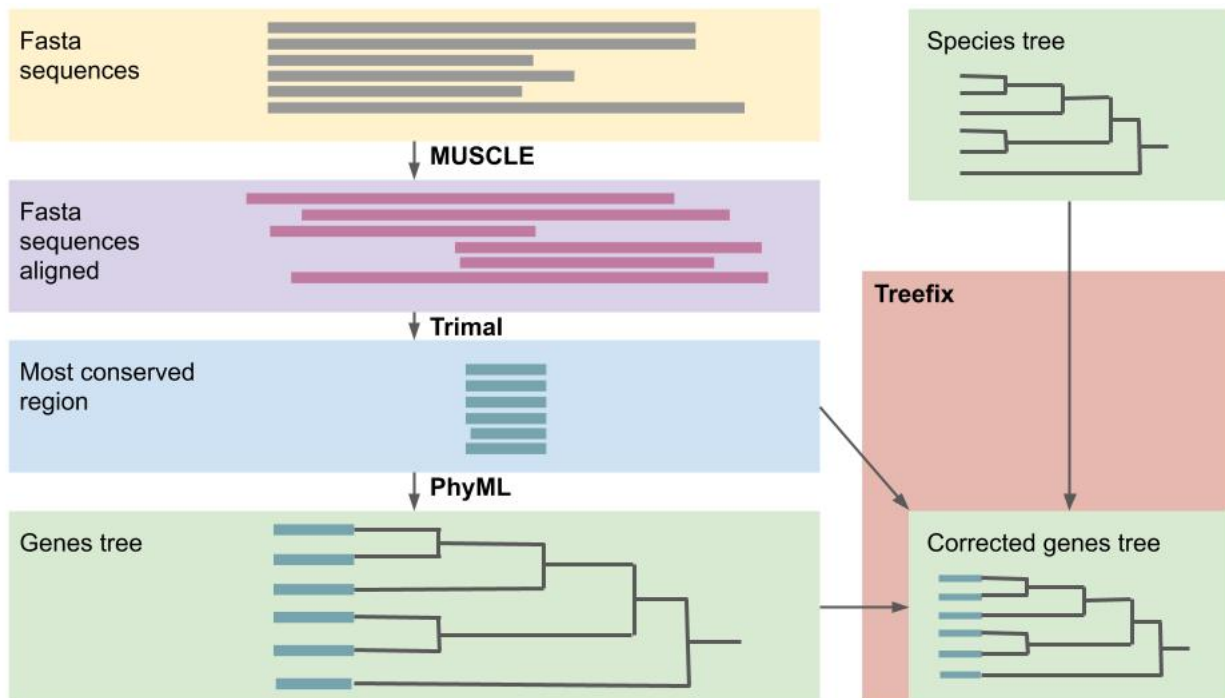 Fasta
sequences
MUSCLE
Fasta
sequences
aligned
Trimal
Most conserved
region
PhyML
Genes tree
Species tree
Treefix
Corrected genes tree